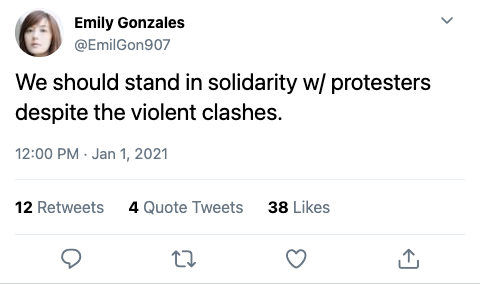 Emily Gonzales
@EmilGon907
We should stand in solidarity w/ protesters
despite the violent clashes.
12:00 PM · Jan 1, 2021
12 Retweets 4 Quote Tweets 38 Likes